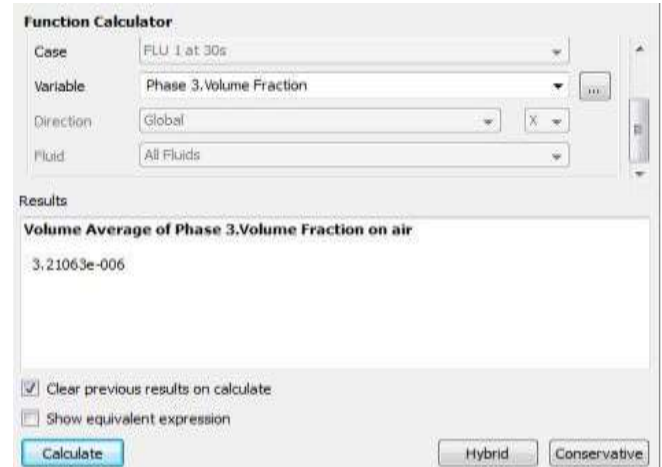 Function Calculator
Case FLU 1 at 30s
Variable Phase 3.Volume Fraction ...
Direction Global X
Fluid All Fluids
Results
Volume Average of Phase 3.Volume Fraction on air
3.21063e-006
Clear previous results on calculate
Show equivalent expression
Calculate Hybrid Conservative